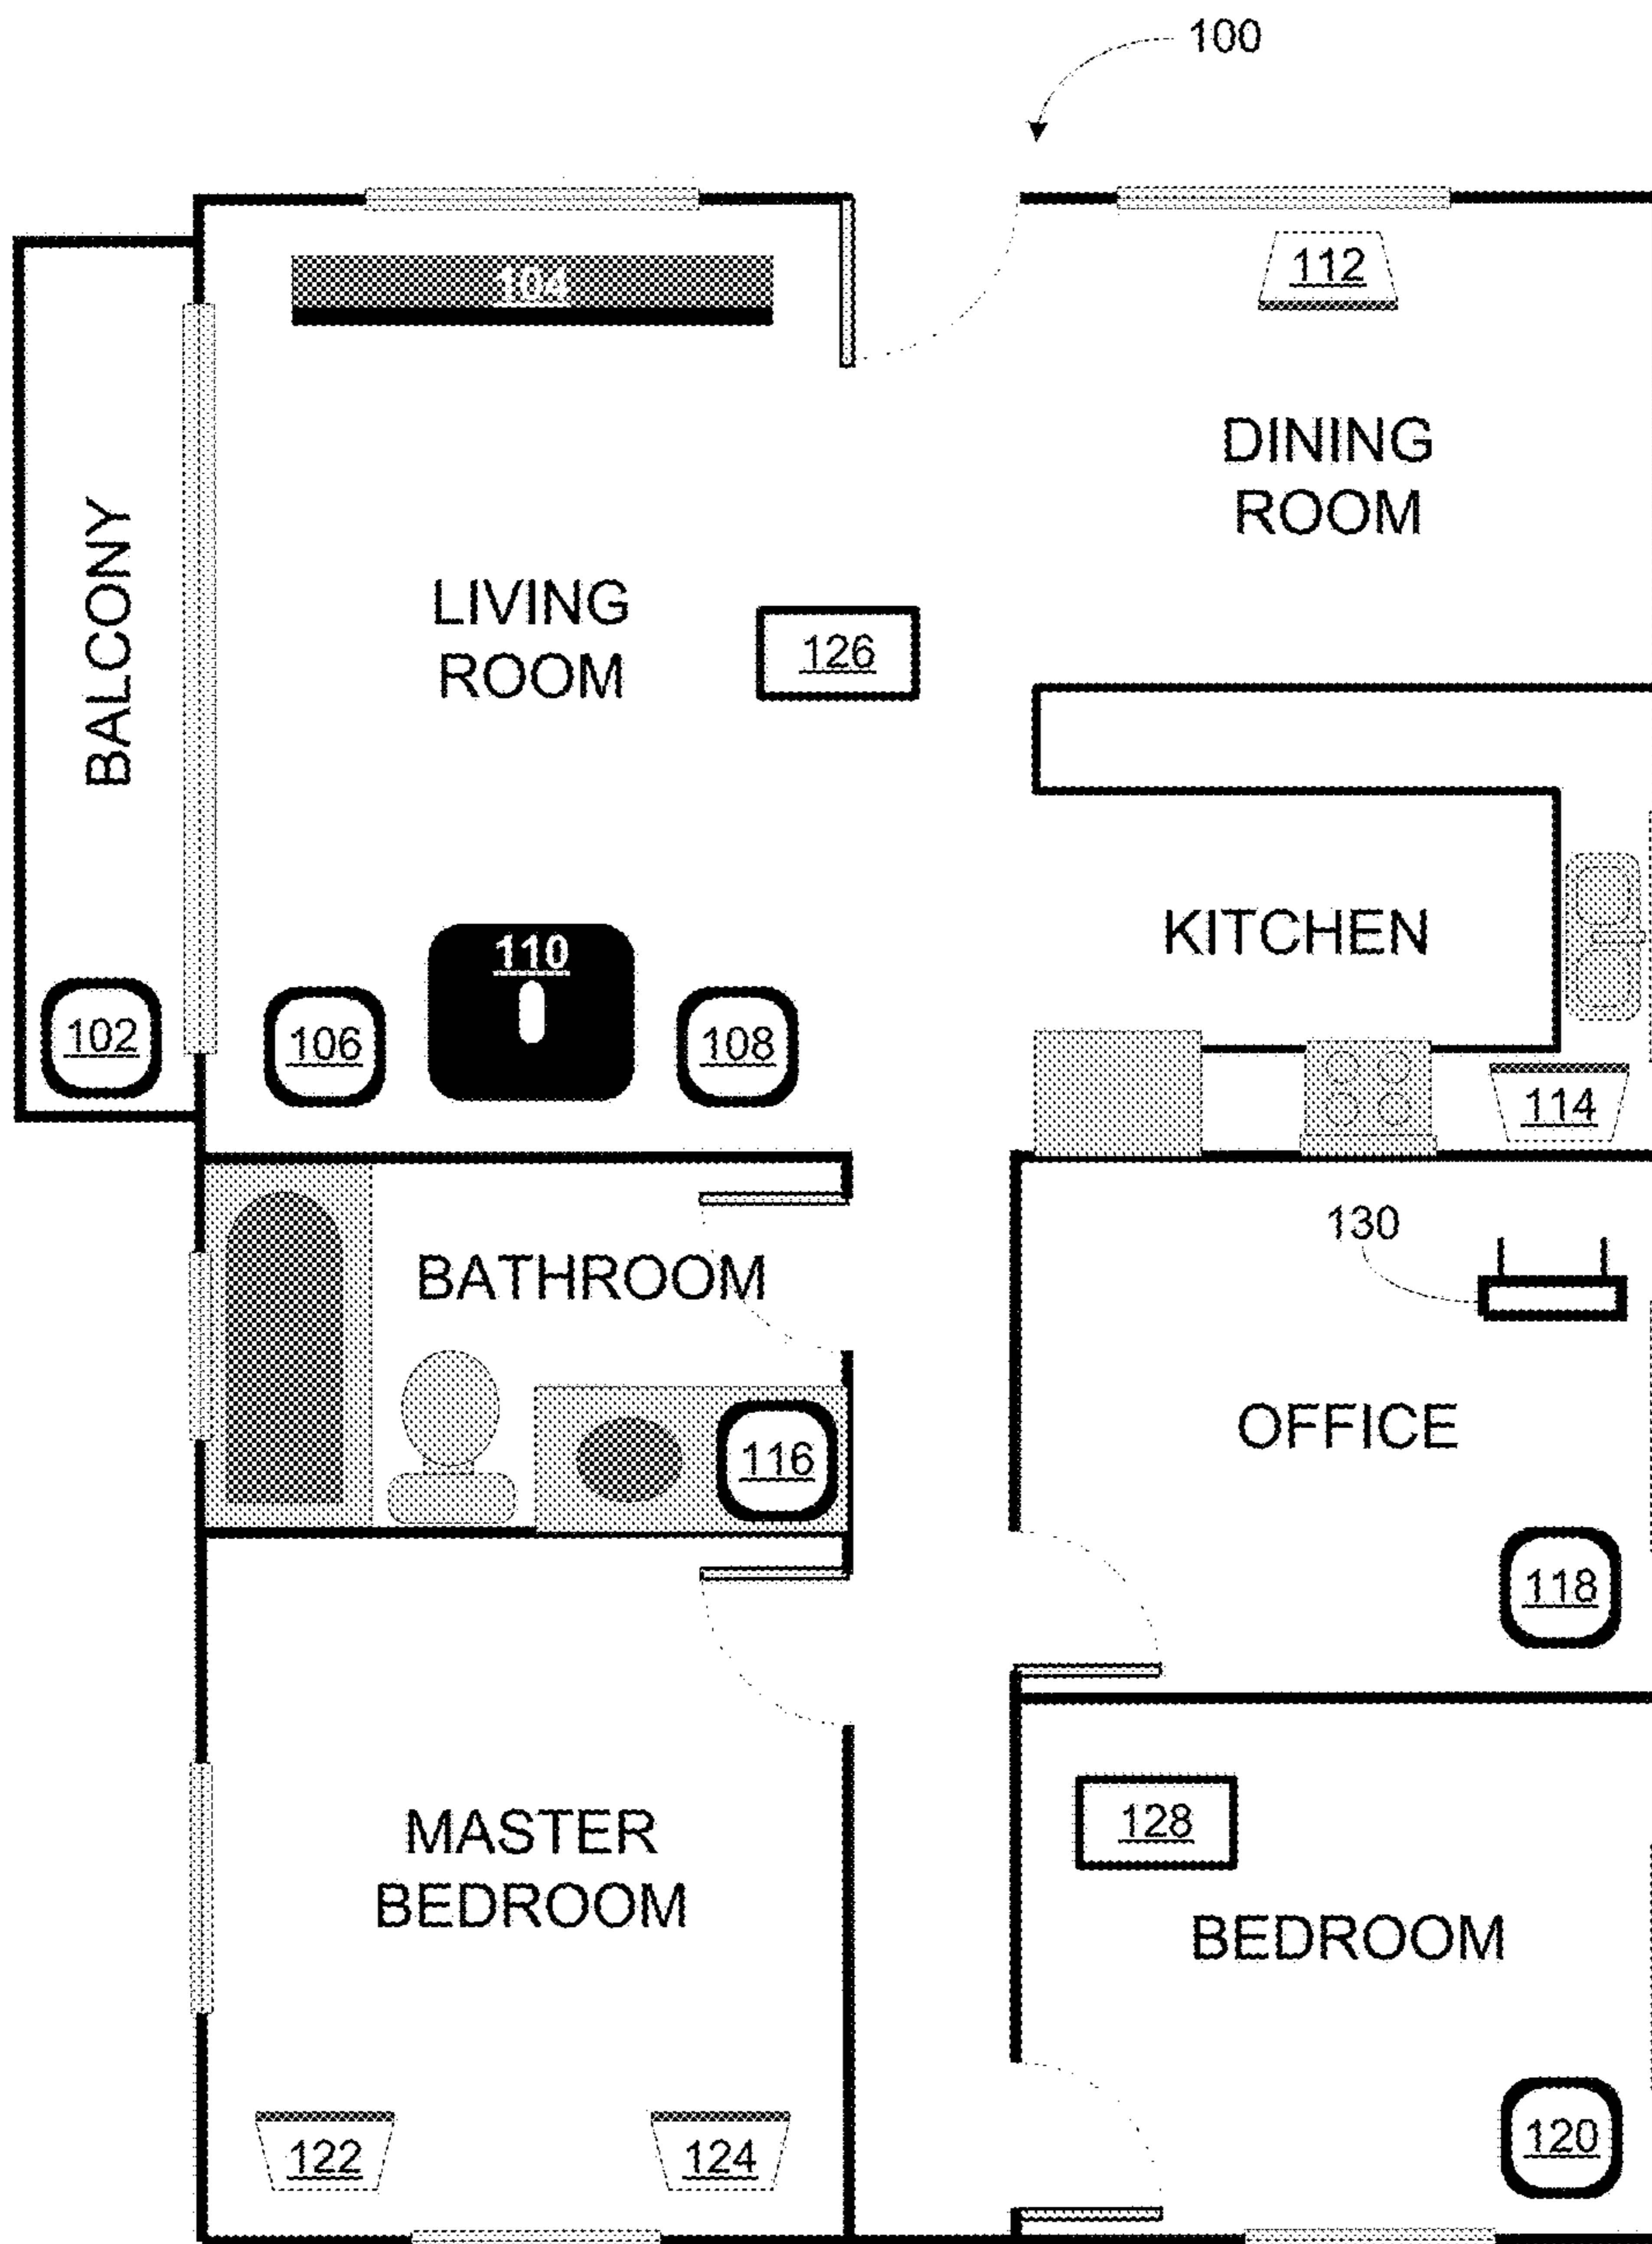 100
104
112
DINING
ROOM
BALCONY
LIVING
ROOM
126
KITCHEN
110
102
106
108
114
130
BATHROOM
OFFICE
116
118
128
MASTER
BEDROOM
BEDROOM
122
124
120